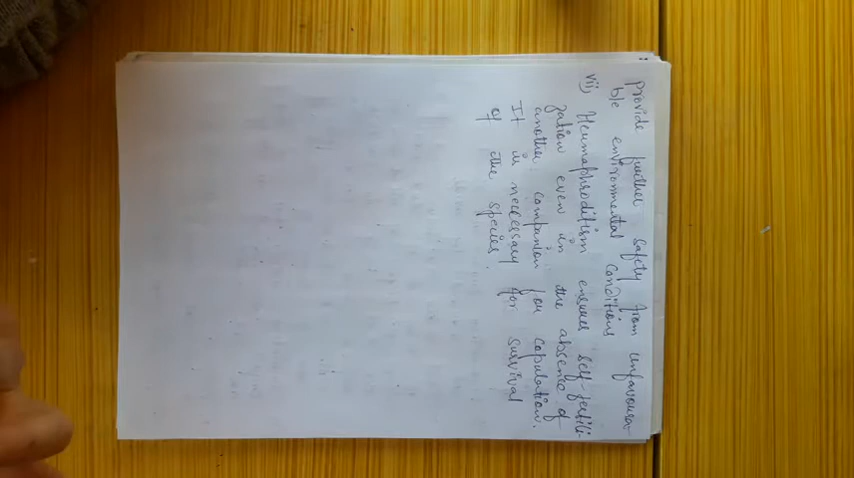 Provide further safety from unfavoura-
ble environmental conditions
vii) Hermaphroditism ensures self-fertili-
zation even in the absence of
another companion for copulation.
It is necessary for survival
of the species.